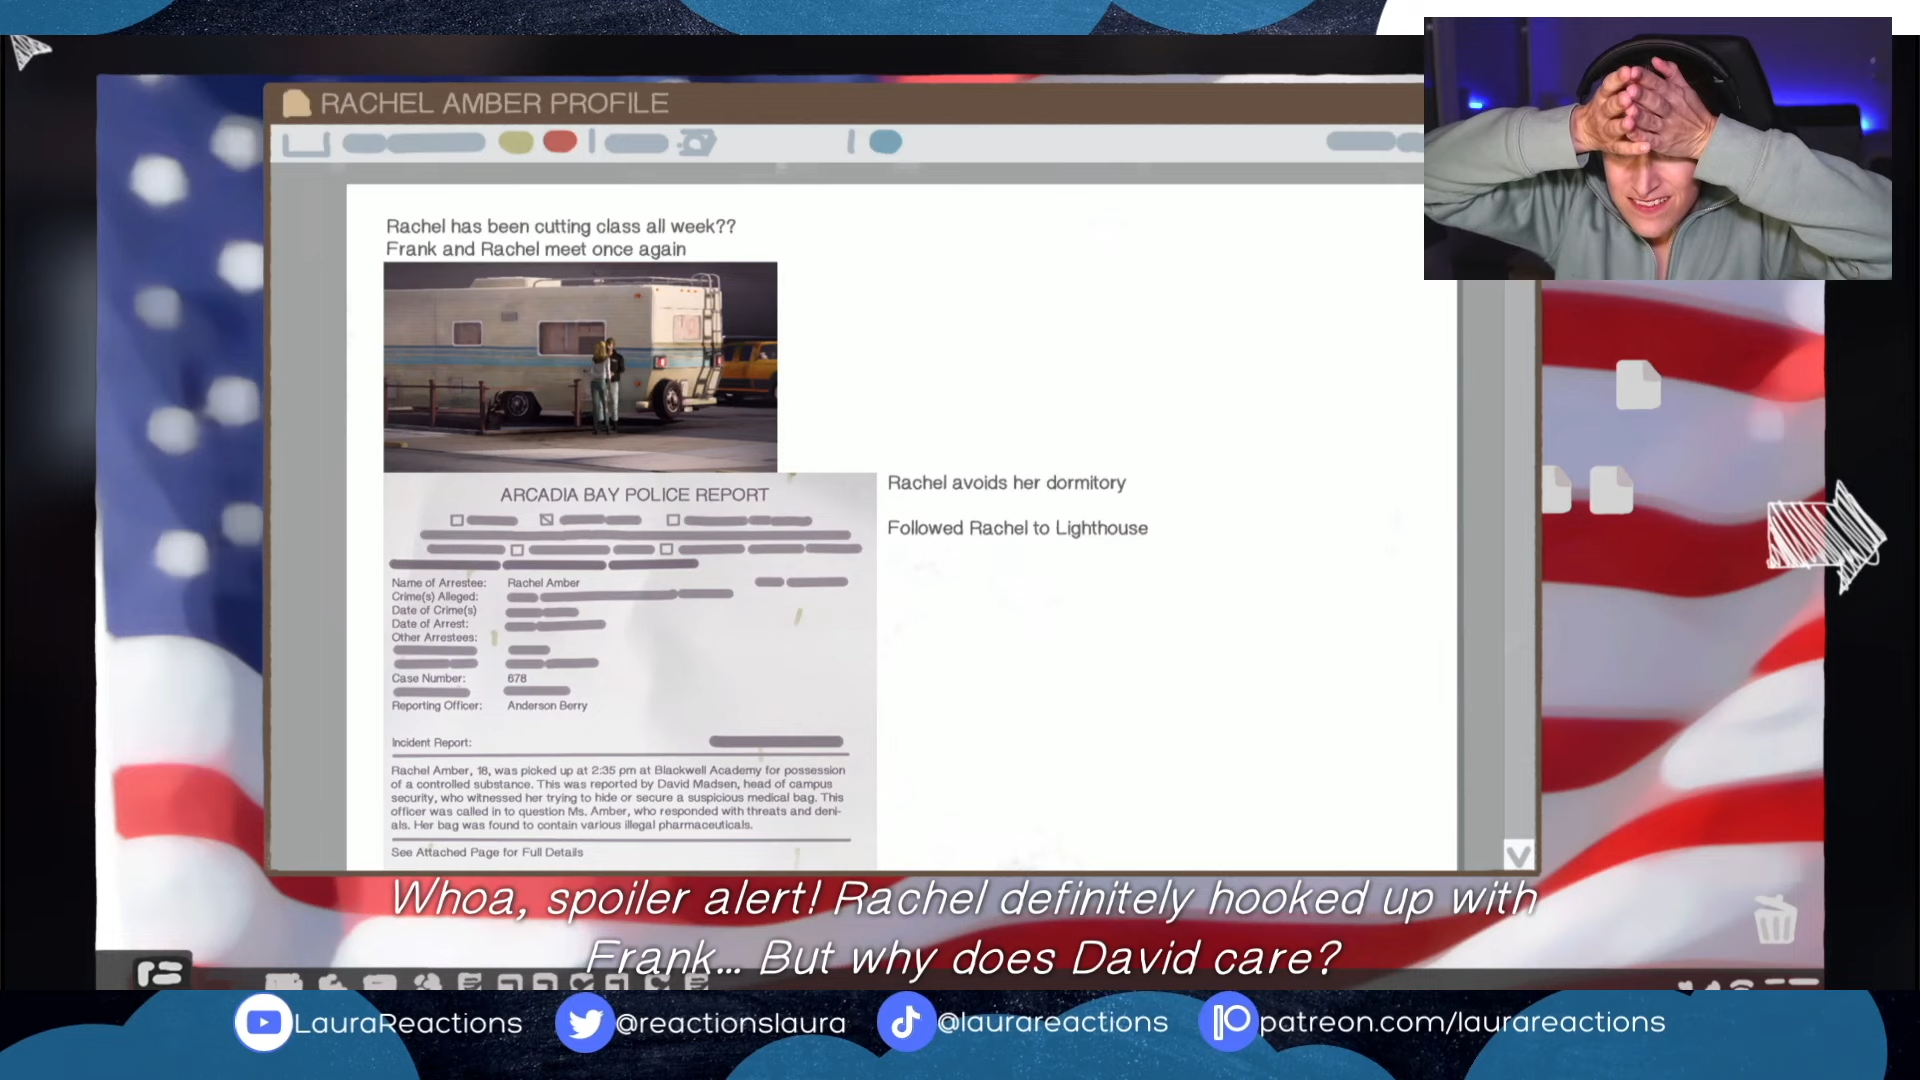 RACHEL AMBER PROFILE
Rachel has been cutting class all week??
Frank and Rachel meet once again
Rachel avoids her dormitory
Followed Rachel to Lighthouse
ARCADIA BAY POLICE REPORT
Name of Arrestee: Rachel Amber
Crime(s) Alleged:
Date of Crime(s)
Date of Arrest:
Other Arrestees:
Case Number: 678
Reporting Officer: Anderson Berry
Incident Report:
Rachel Amber, 18, was picked up at 2:35 pm at Blackwell Academy for possession
of a controlled substance. This was reported by David Madsen, head of campus
security, who witnessed her trying to hide or secure a suspicious medical bag. This
officer was called in to question Ms. Amber, who responded with threats and deni-
als. Her bag was found to contain various illegal pharmaceuticals.
See Attached Page for Full Details
Whoa, spoiler alert! Rachel definitely hooked up with
Frank... But why does David care?
LauraReactions @reactionslaura @laurareactions patreon.com/laurareactions